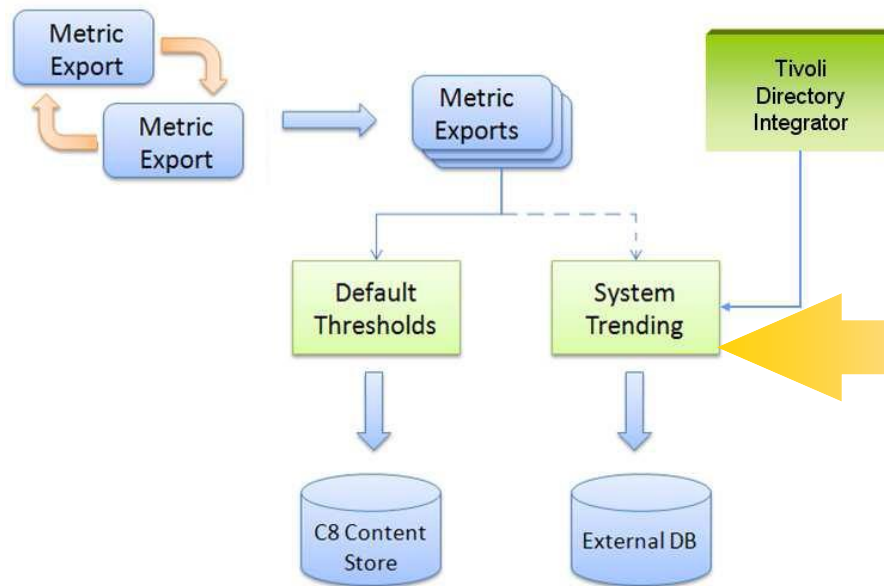 Metric
Export
Metric
Export
Metric
Exports
Tivoli
Directory
Integrator
Default
Thresholds
System
Trending
C8 Content
Store
External DB